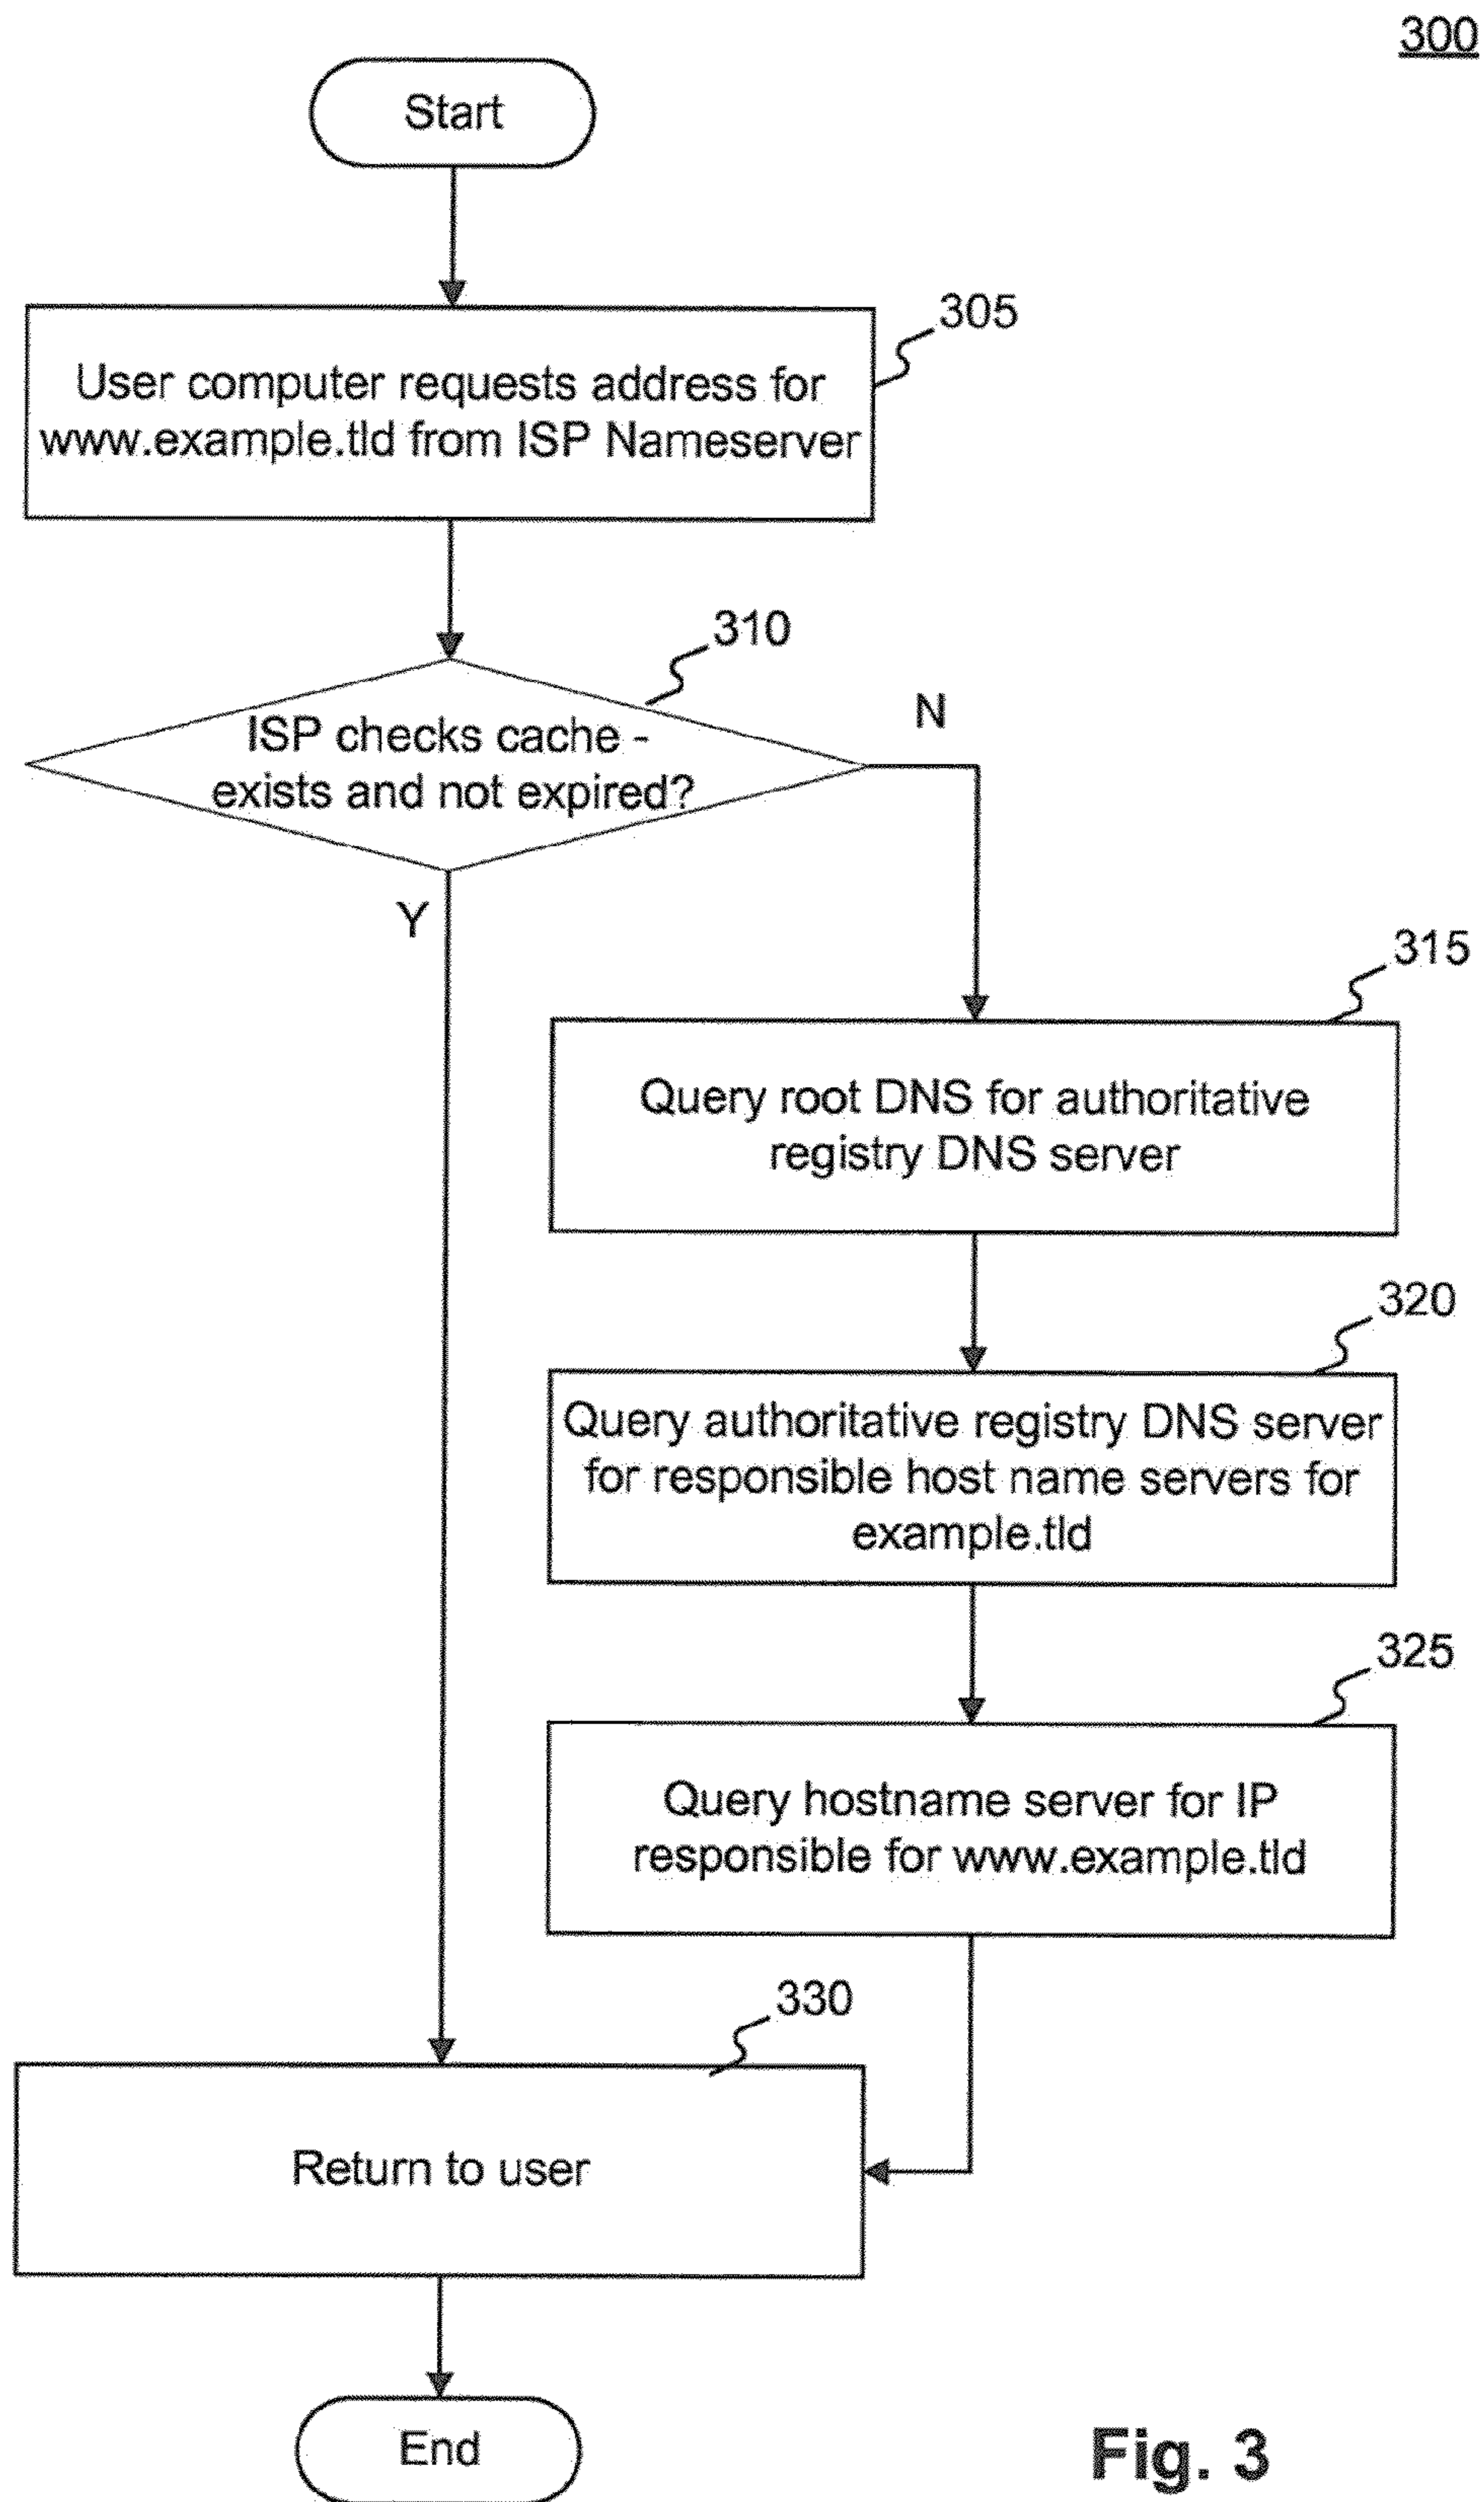 300
Start
305
User computer requests address for
www.example.tld from ISP Nameserver
310
ISP checks cache -
exists and not expired?
N
Y
315
Query root DNS for authoritative
registry DNS server
320
Query authoritative registry DNS server
for responsible host name servers for
example.tld
325
Query hostname server for IP
responsible for www.example.tld
330
Return to user
End
Fig. 3